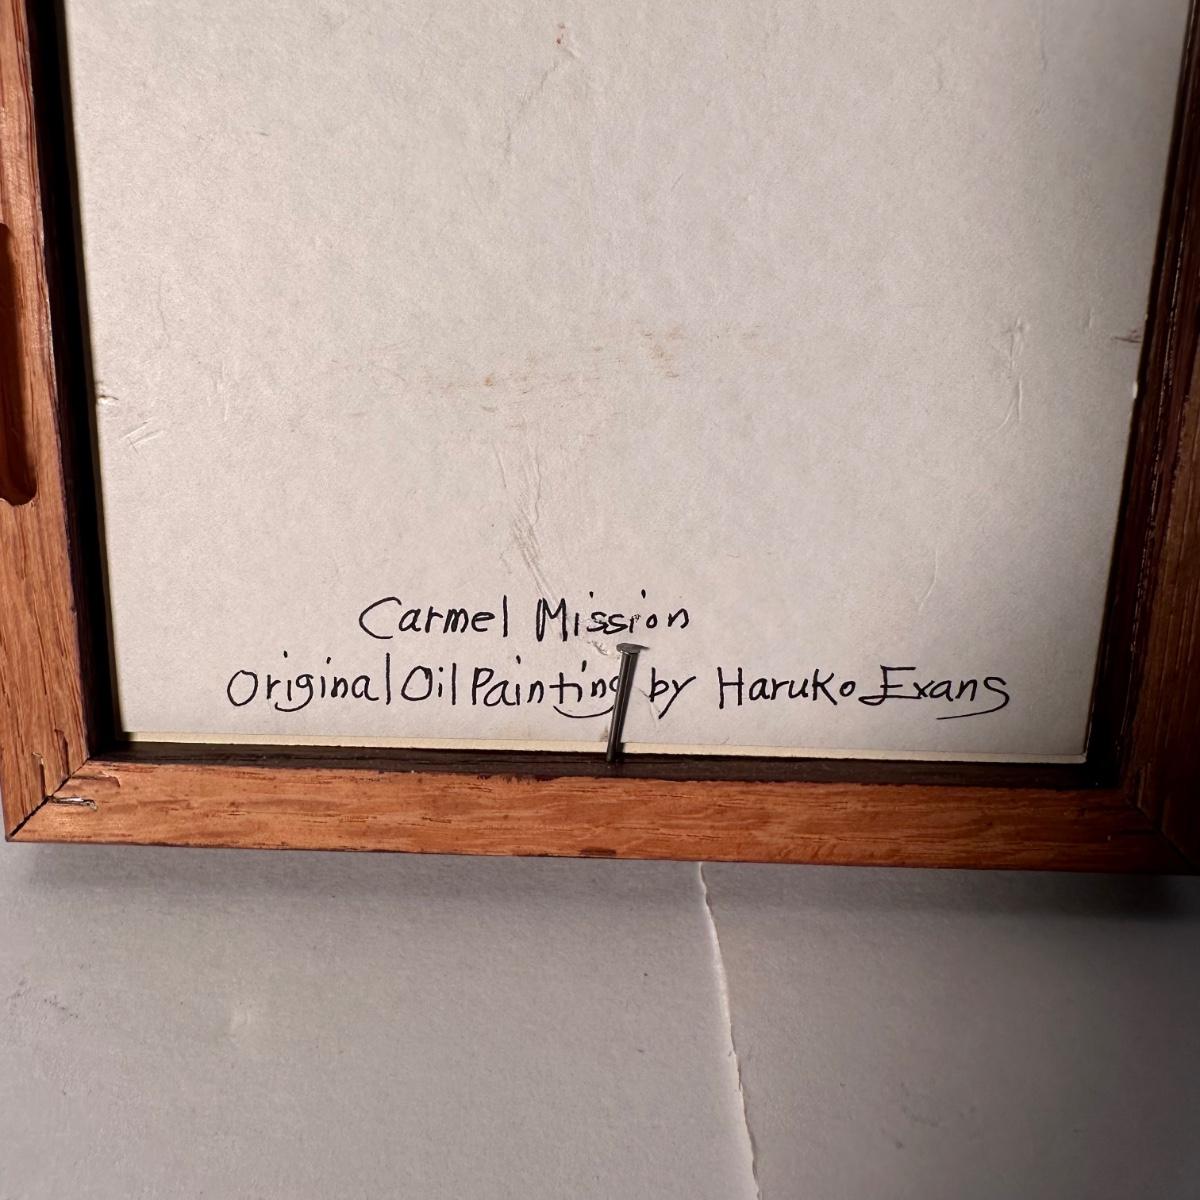 Carmel Mission
Original Oil Painting by Haruko Evans